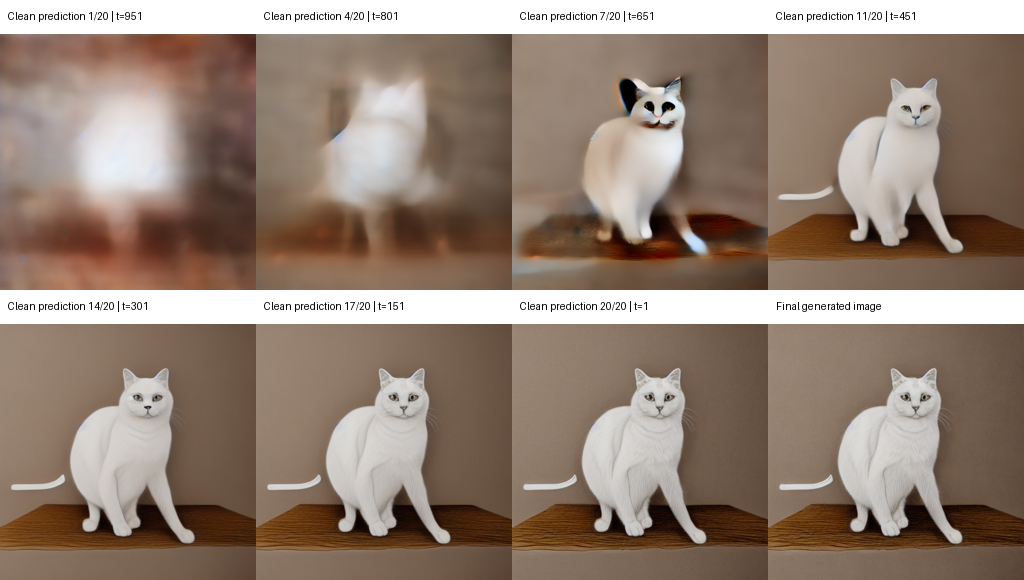 Clean prediction 1/20 | t=951
Clean prediction 4/20 | t=801
Clean prediction 7/20 | t=651
Clean prediction 11/20 | t=451
Clean prediction 14/20 | t=301
Clean prediction 17/20 | t=151
Clean prediction 20/20 | t=1
Final generated image